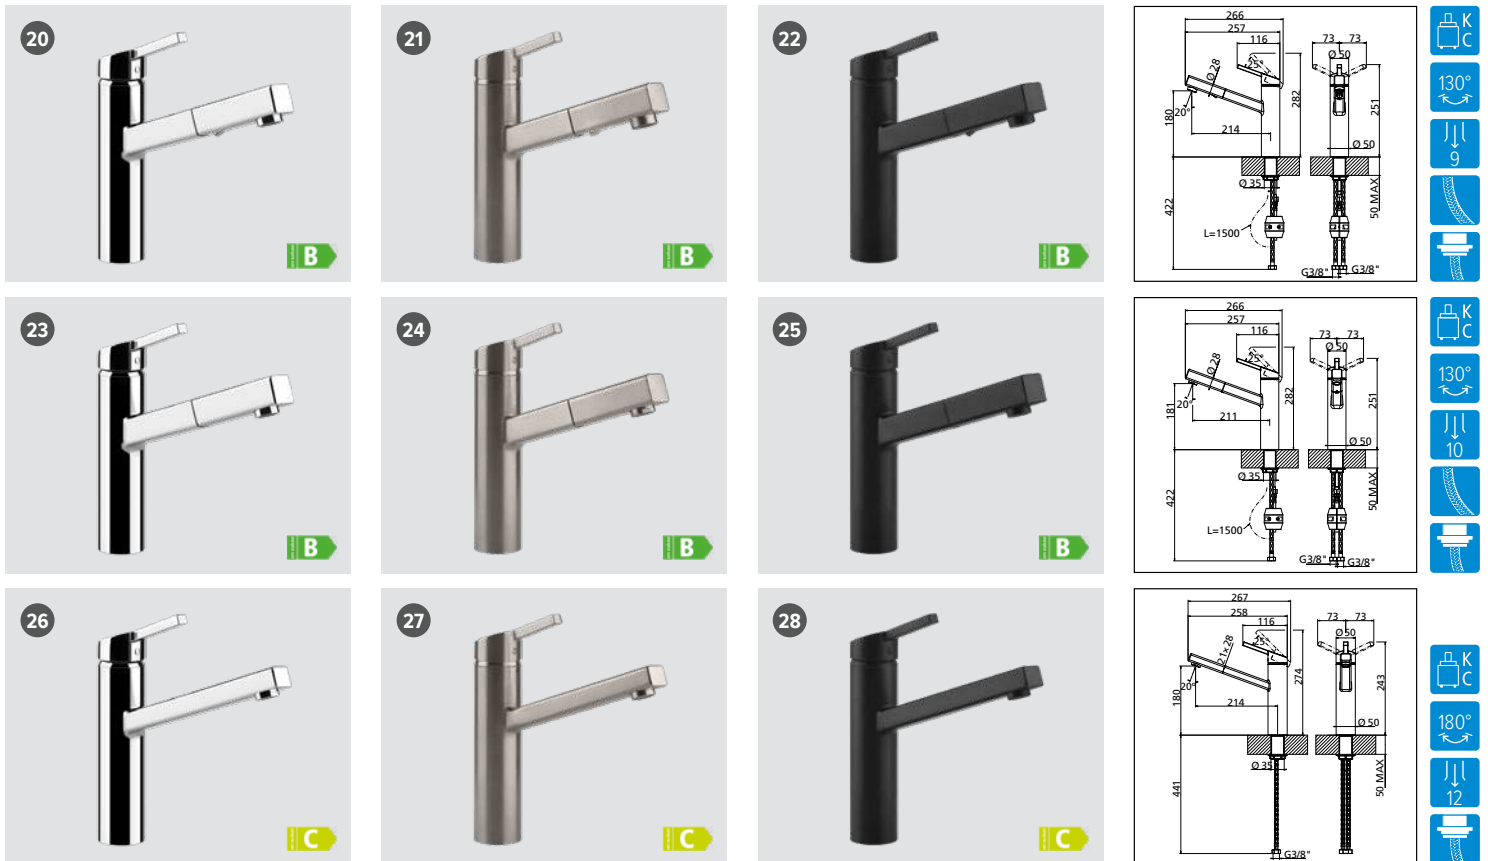 20
B
21
B
22
B
266
257
116
25°
Ø 28
282
180
20°
214
Ø 35
422
L=1500
G3/8"
G3/8"
73
73
Ø 50
251
Ø 50
50 MAX
K
C
130°
9
23
B
24
B
25
B
266
257
116
25°
Ø 28
282
181
20°
211
Ø 35
422
L=1500
G3/8"
G3/8"
73
73
Ø 50
251
Ø 50
50 MAX
K
C
130°
10
26
C
27
C
28
C
267
258
116
25°
21×28
274
180
20°
214
Ø 35
441
G3/8"
73
73
Ø50
243
Ø 50
50 MAX
K
C
180°
12